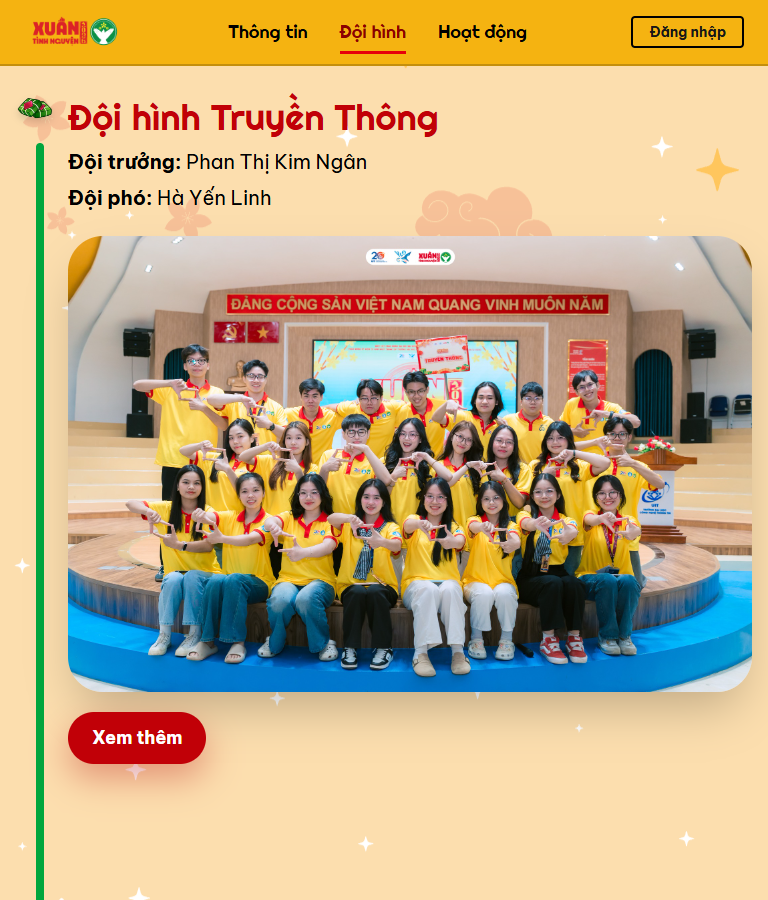 XUÂN
TÌNH NGUYỆN
Thông tin
Đội hình
Hoạt động
Đăng nhập
Đội hình Truyền Thông
Đội trưởng: Phan Thị Kim Ngân
Đội phó: Hà Yến Linh
XUÂN
ĐẢNG CỘNG SẢN VIỆT NAM QUANG VINH MUÔN NĂM
TRUYỀN THÔNG
XUÂN
Xem thêm